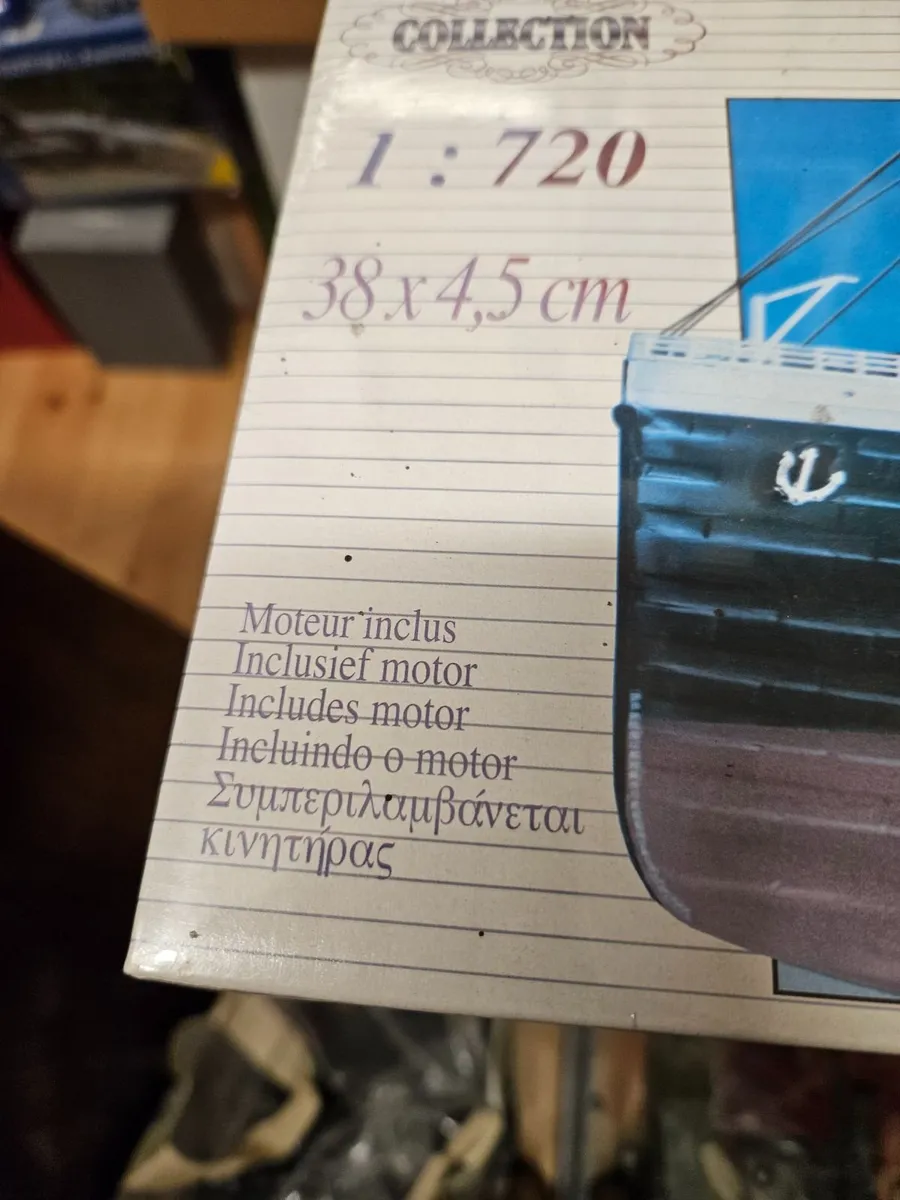 COLLECTION
1 : 720
38 x 4,5 cm
Moteur inclus
Inclusief motor
Includes motor
Incluindo o motor
Συμπεριλαμβάνεται
κινητήρας